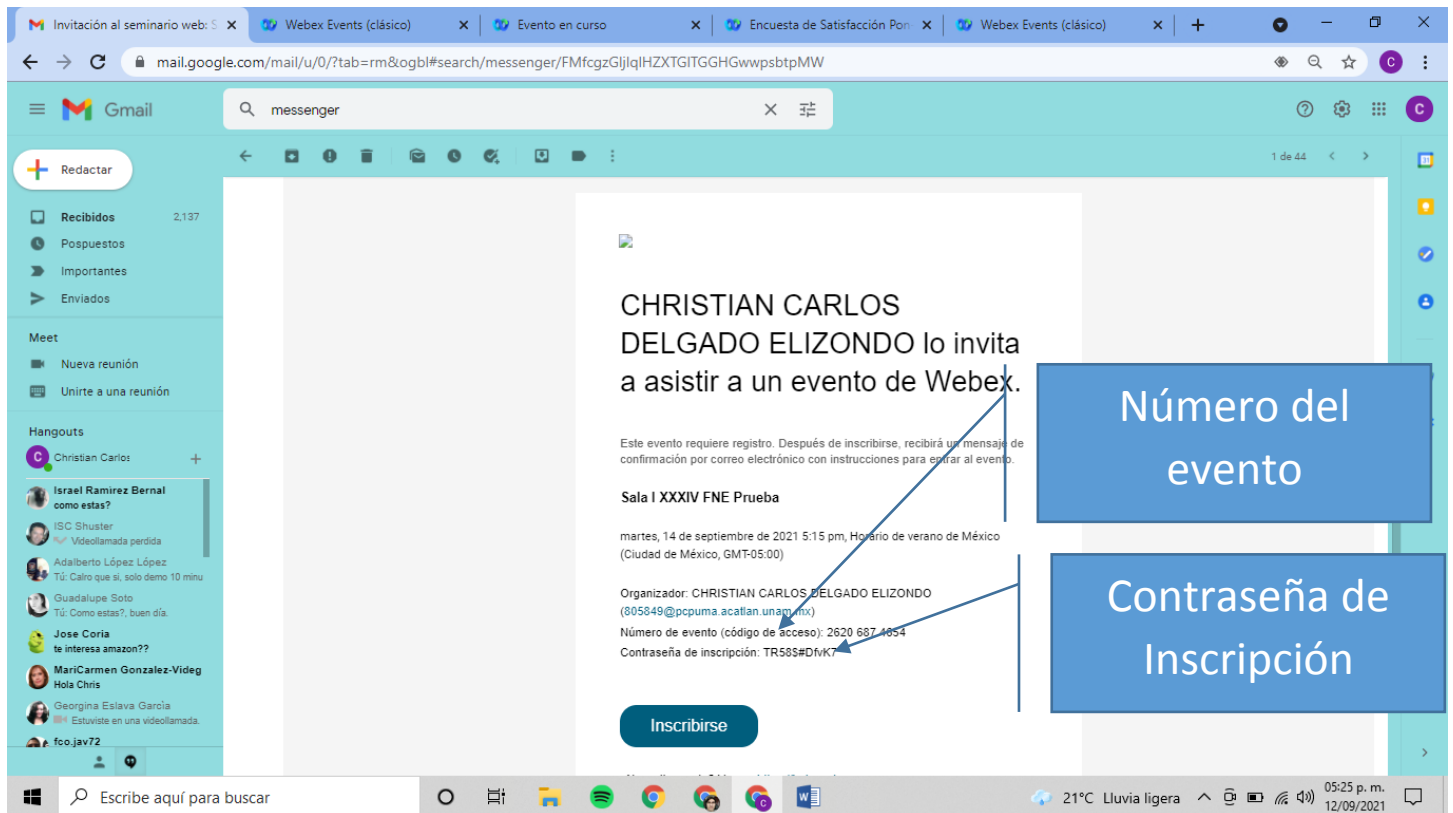 Invitación al seminario web: S
Webex Events (clásico)
Evento en curso
Encuesta de Satisfacción Pon
Webex Events (clásico)
mail.google.com/mail/u/0/?tab=rm&ogbl#search/messenger/FMfcgzGljlqlHZXTGlTGGHGwwpsbtpMW
C
Gmail
messenger
C
Redactar
1 de 44
Recibidos 2,137
Pospuestos
Importantes
Enviados
Meet
Nueva reunión
Unirte a una reunión
Hangouts
C Christian Carlos +
Israel Ramirez Bernal
como estas?
ISC Shuster
Videollamada perdida
Adalberto López López
Tú: Calro que si, solo demo 10 minu
Guadalupe Soto
Tú: Como estas?, buen día.
Jose Coria
te interesa amazon??
MariCarmen Gonzalez-Videg
Hola Chris
Georgina Eslava Garcìa
Estuviste en una videollamada.
fco.jav72
CHRISTIAN CARLOS
DELGADO ELIZONDO lo invita
a asistir a un evento de Webex.
Este evento requiere registro. Después de inscribirse, recibirá un mensaje de
confirmación por correo electrónico con instrucciones para entrar al evento.
Sala I XXXIV FNE Prueba
martes, 14 de septiembre de 2021 5:15 pm, Horario de verano de México
(Ciudad de México, GMT-05:00)
Organizador: CHRISTIAN CARLOS DELGADO ELIZONDO
(805849@pcpuma.acatlan.unam.mx)
Número de evento (código de acceso): 2620 687 4654
Contraseña de inscripción: TR58S#DfvK7
Inscribirse
Número del
evento
Contraseña de
Inscripción
Escribe aquí para buscar
21°C Lluvia ligera
05:25 p. m.
12/09/2021